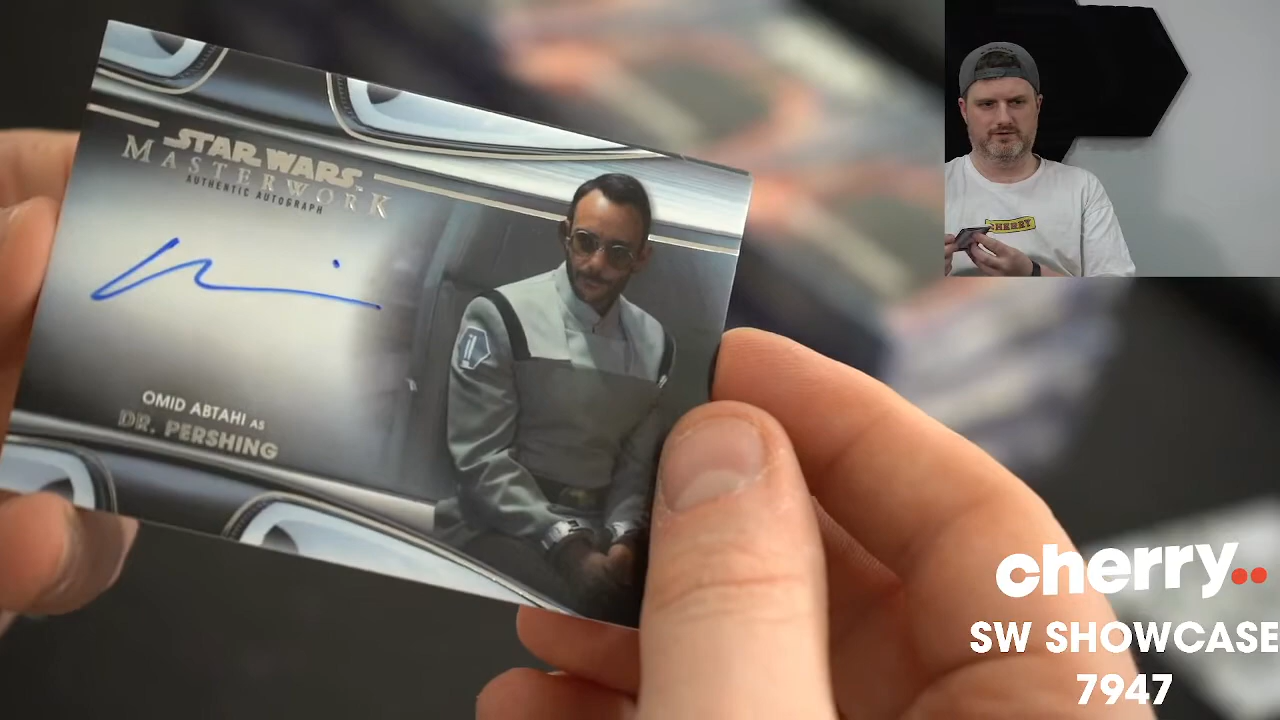 STAR WARS
MASTERWORK
AUTHENTIC AUTOGRAPH
OMID ABTAHI AS
DR. PERSHING
CHERRY
cherry..
SW SHOWCASE
7947